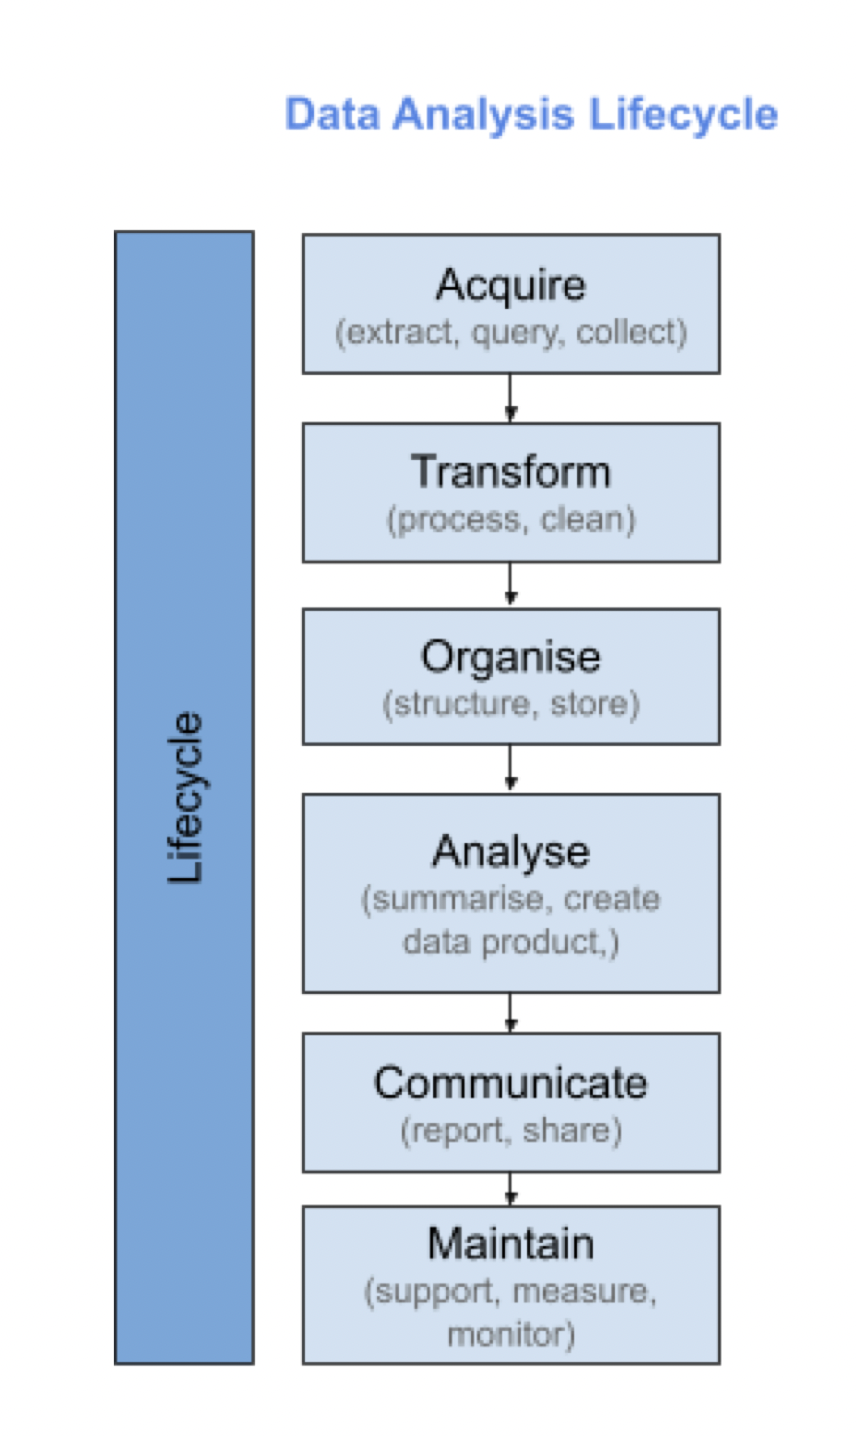 Data Analysis Lifecycle
Lifecycle
Acquire
(extract, query, collect)
Transform
(process, clean)
Organise
(structure, store)
Analyse
(summarise, create
data product,)
Communicate
(report, share)
Maintain
(support, measure,
monitor)